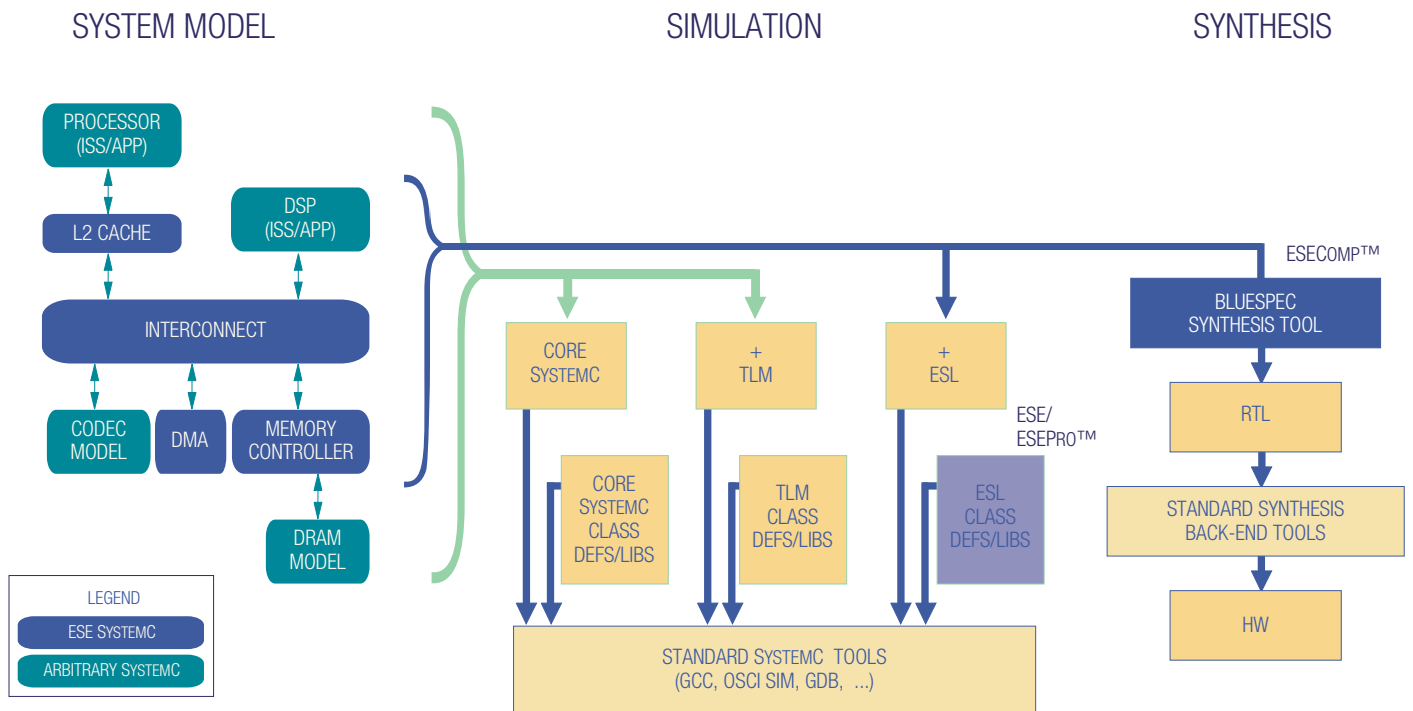 SYSTEM MODEL
SIMULATION
SYNTHESIS
PROCESSOR
(ISS/APP)
L2 CACHE
DSP
(ISS/APP)
INTERCONNECT
CODEC
MODEL
DMA
MEMORY
CONTROLLER
DRAM
MODEL
LEGEND
ESE SYSTEMC
ARBITRARY SYSTEMC
CORE
SYSTEMC
+
TLM
+
ESL
ESE/
ESEPRO™
CORE
SYSTEMC
CLASS
DEFS/LIBS
TLM
CLASS
DEFS/LIBS
ESL
CLASS
DEFS/LIBS
STANDARD SYSTEMC TOOLS
(GCC, OSCI SIM, GDB, ...)
ESECOMP™
BLUESPEC
SYNTHESIS TOOL
RTL
STANDARD SYNTHESIS
BACK-END TOOLS
HW